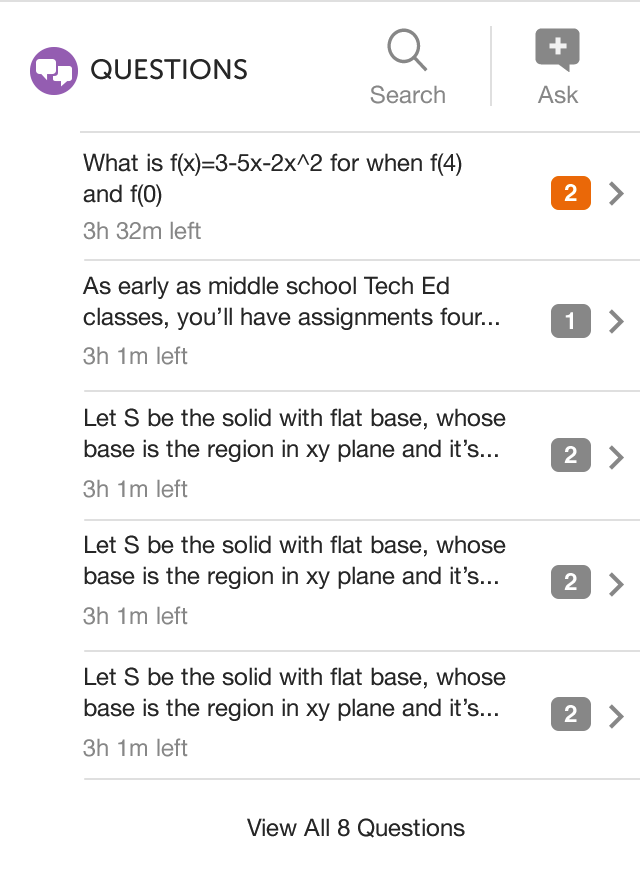 QUESTIONS
Search
Ask
What is f(x)=3-5x-2x^2 for when f(4)
and f(0)
2
3h 32m left
As early as middle school Tech Ed
classes, you’ll have assignments four...
1
3h 1m left
Let S be the solid with flat base, whose
base is the region in xy plane and it’s...
2
3h 1m left
Let S be the solid with flat base, whose
base is the region in xy plane and it’s...
2
3h 1m left
Let S be the solid with flat base, whose
base is the region in xy plane and it’s...
2
3h 1m left
View All 8 Questions